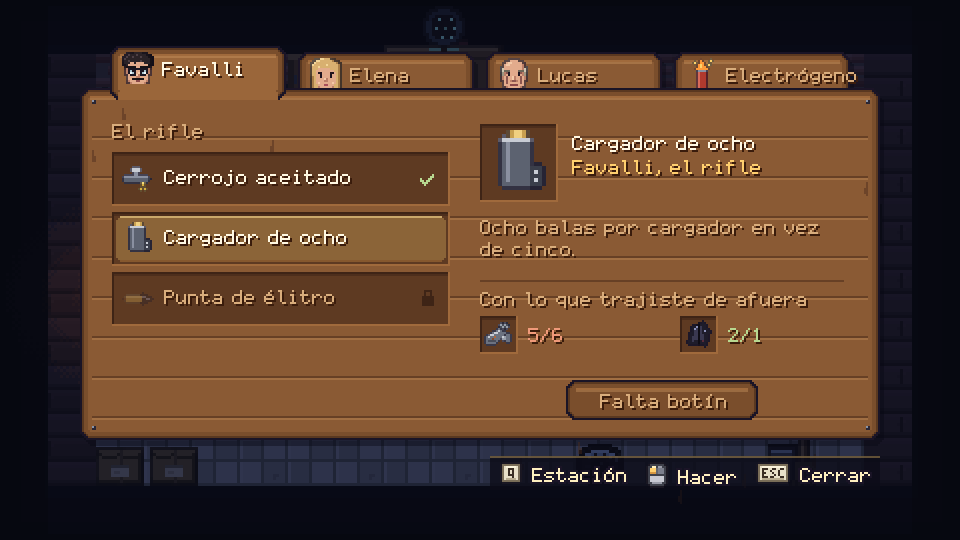 Favalli
Elena
Lucas
Electrógeno
El rifle
Cerrojo aceitado
Cargador de ocho
Punta de élitro
Cargador de ocho
Favalli, el rifle
Ocho balas por cargador en vez
de cinco.
Con lo que trajiste de afuera
5/6
2/1
Falta botín
Q Estación
Hacer
ESC Cerrar